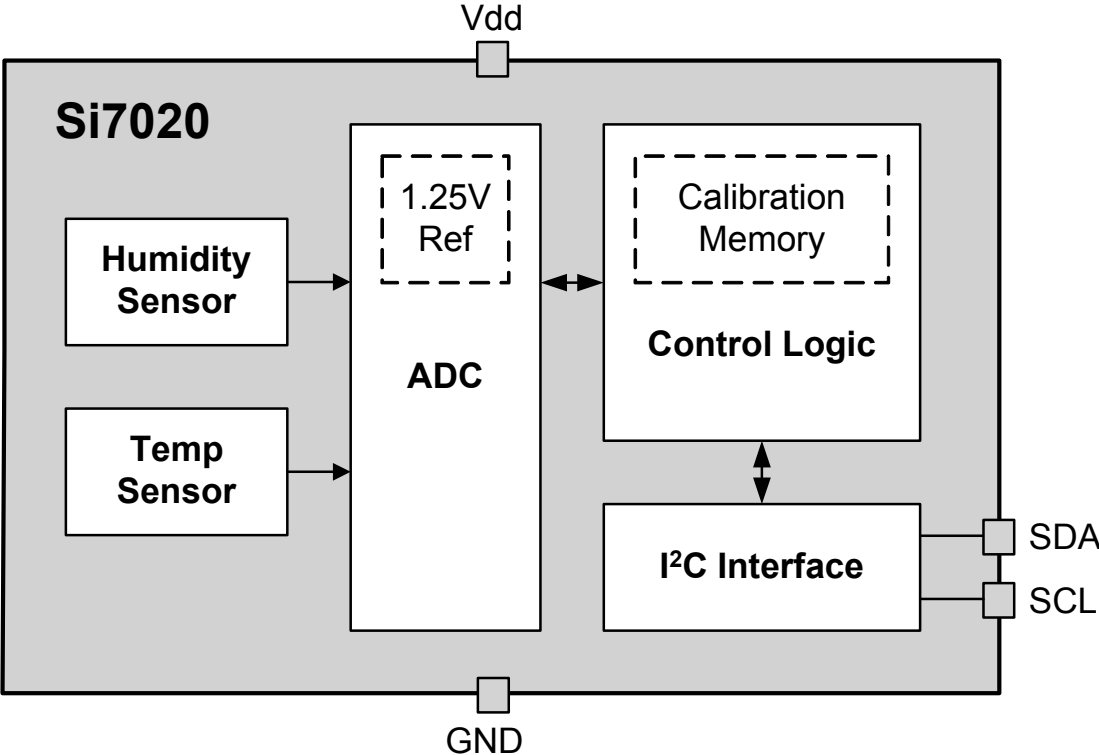 Vdd
Si7020
1.25V
Ref
Calibration
Memory
Humidity
Sensor
Control Logic
ADC
Temp
Sensor
I²C Interface
SDA
SCL
GND